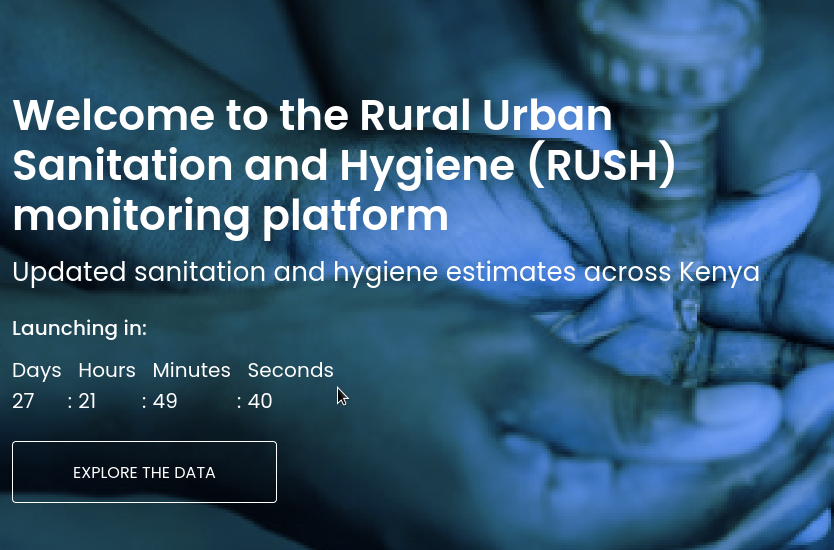 Welcome to the Rural Urban
Sanitation and Hygiene (RUSH)
monitoring platform
Updated sanitation and hygiene estimates across Kenya
Launching in:
Days Hours Minutes Seconds
27 : 21 : 49 : 40
EXPLORE THE DATA